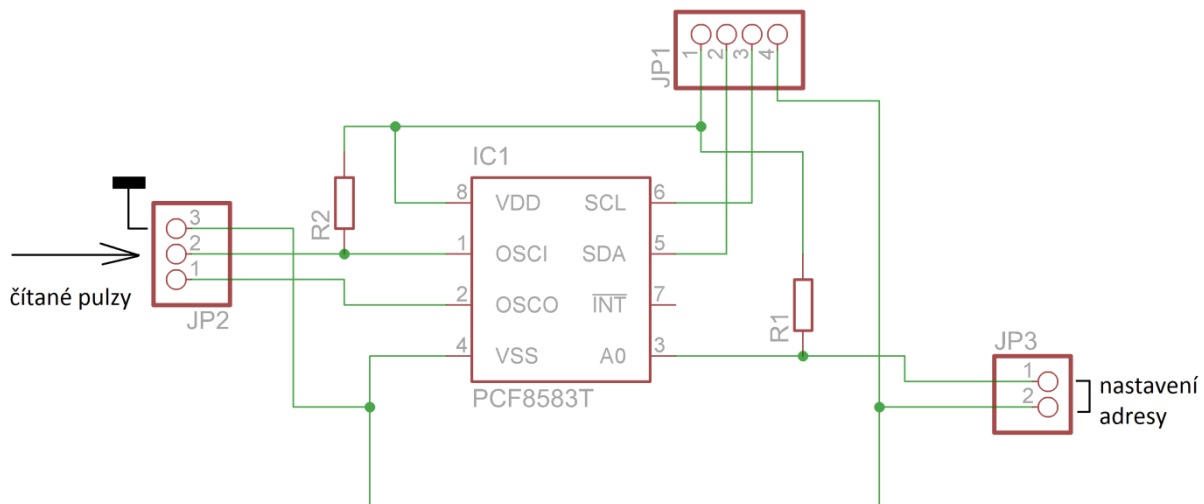 JP1
1
2
3
4
IC1
8 VDD SCL 6
1 OSCI SDA 5
2 OSCO INT 7
4 VSS A0 3
PCF8583T
R2
3
2
1
JP2
čítané pulzy
R1
JP3
1
2
nastavení
adresy